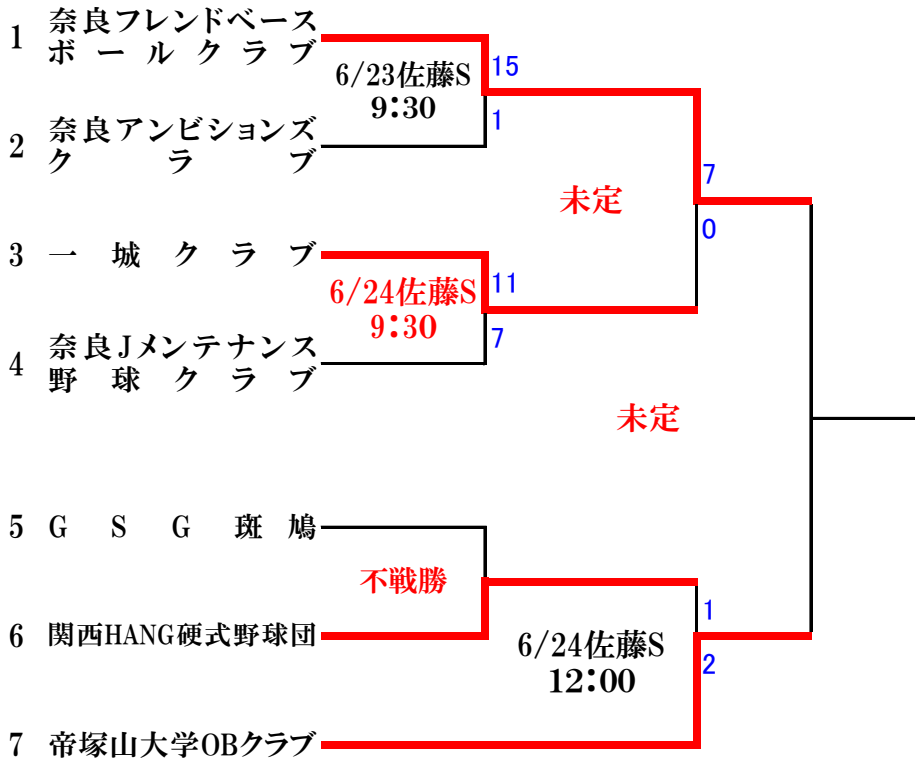 1 奈良フレンドベース
ボールクラブ
6/23佐藤S
9:30
15
1
2 奈良アンビションズ
クラブ
7
未定
0
3 一城クラブ
6/24佐藤S
9:30
11
7
4 奈良Jメンテナンス
野球クラブ
未定
5 GSG斑鳩
不戦勝
6 関西HANG硬式野球団
6/24佐藤S
12:00
1
2
7 帝塚山大学OBクラブ